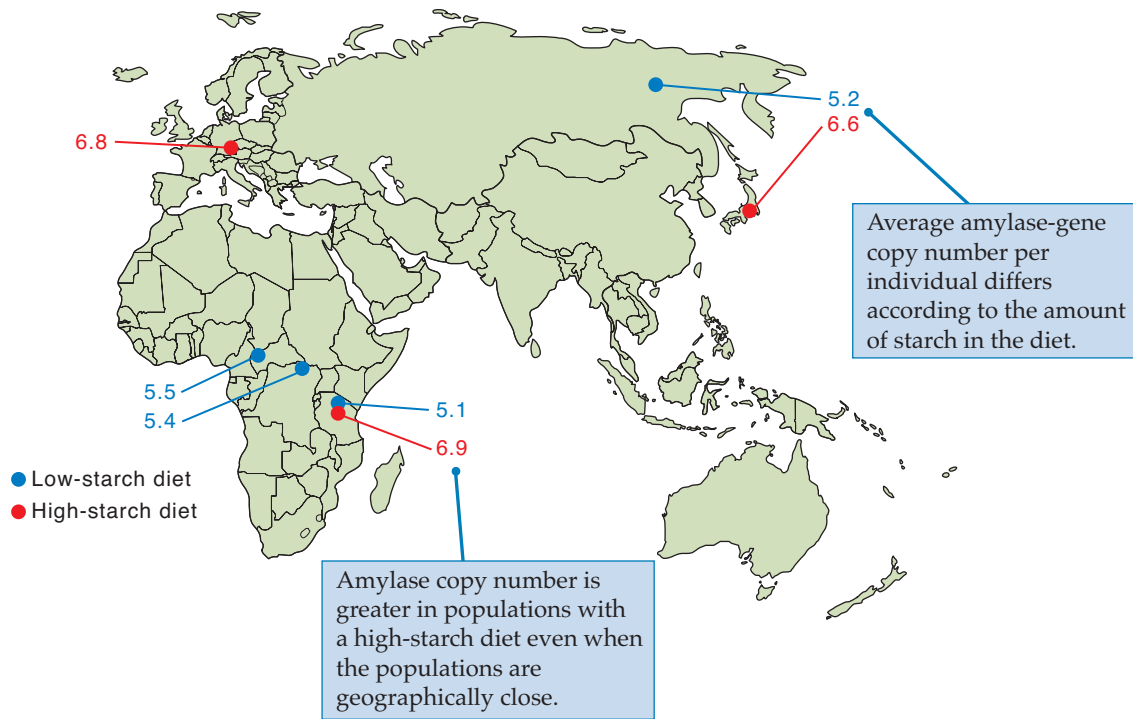 5.2
6.6
6.8
Average amylase-gene
copy number per
individual differs
according to the amount
of starch in the diet.
5.5
5.4
5.1
6.9
Low-starch diet
High-starch diet
Amylase copy number is
greater in populations with
a high-starch diet even when
the populations are
geographically close.